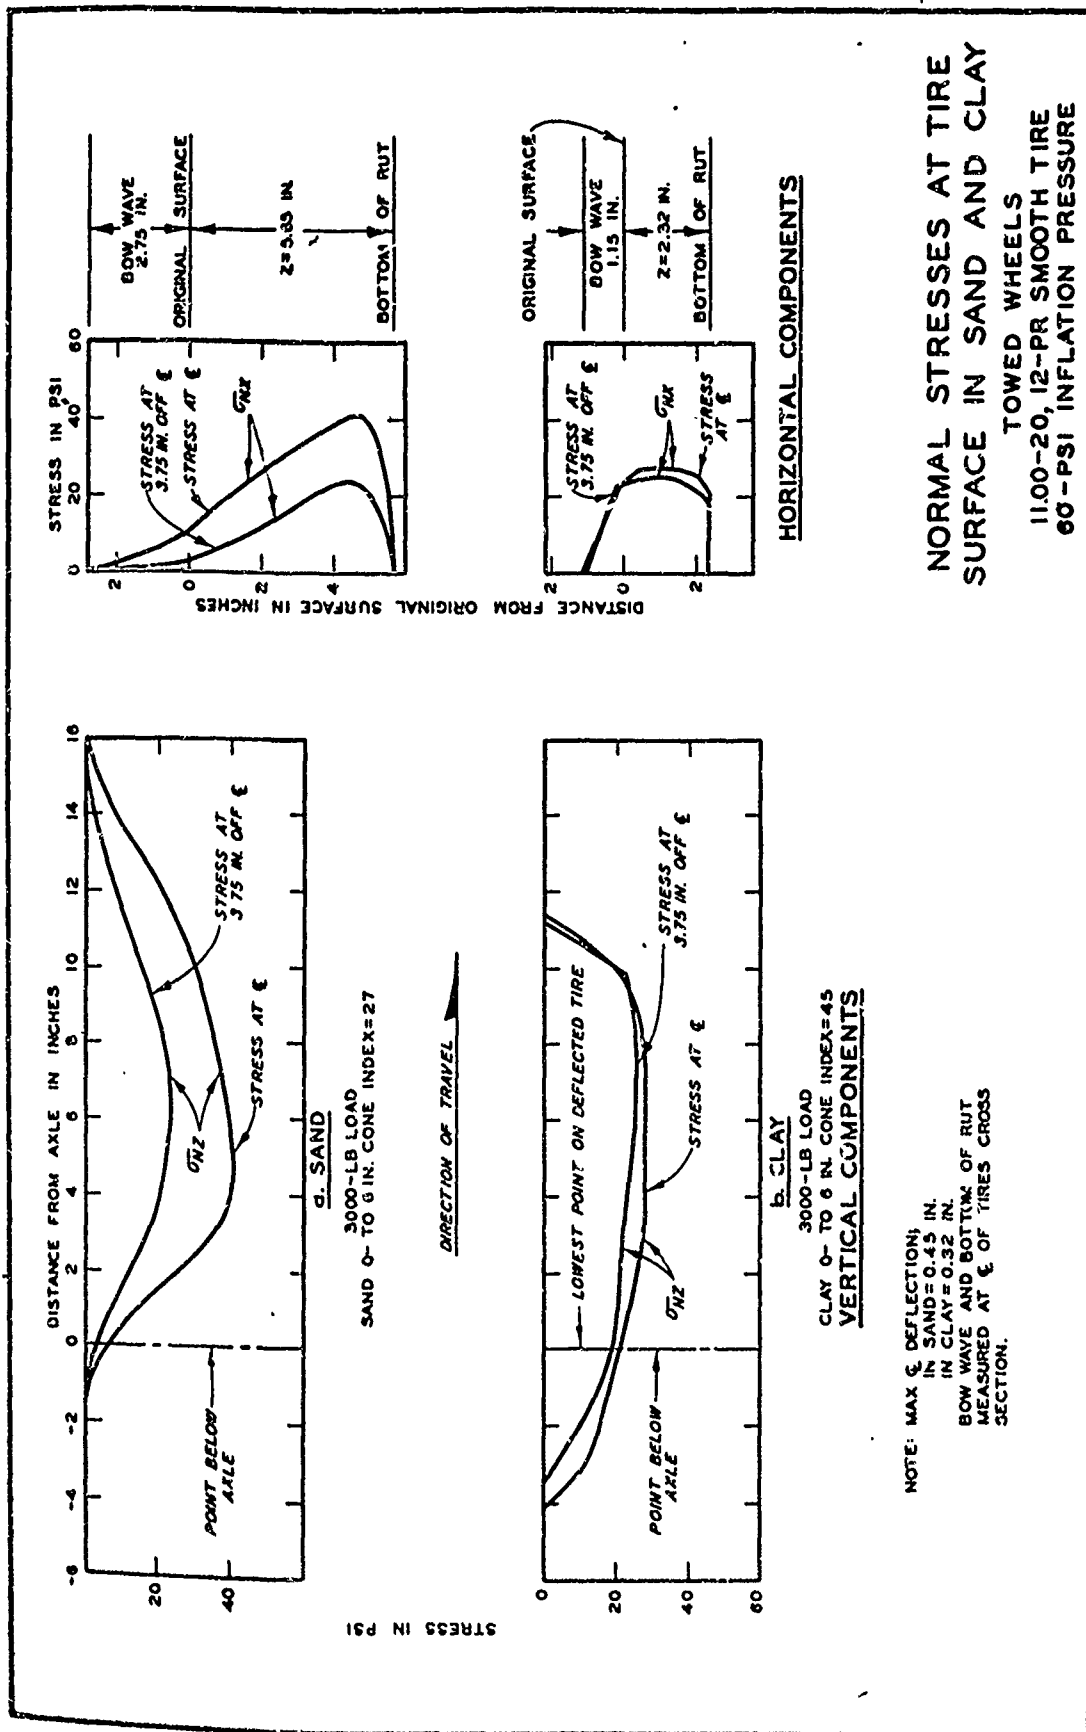 DISTANCE FROM AXLE IN INCHES
-6 -4 -2 0 2 4 6 8 10 12 14 16
20
40
STRESS IN PSI
POINT BELOW
AXLE
σNZ
STRESS AT ℄
STRESS AT
3.75 IN. OFF ℄
a. SAND
3000-LB LOAD
SAND 0- TO 6 IN. CONE INDEX=27
DIRECTION OF TRAVEL
0
20
40
60
LOWEST POINT ON DEFLECTED TIRE
POINT BELOW
AXLE
σNZ
STRESS AT ℄
STRESS AT
3.75 IN. OFF ℄
b. CLAY
3000-LB LOAD
CLAY 0- TO 6 IN. CONE INDEX=45
VERTICAL COMPONENTS
NOTE: MAX ℄ DEFLECTION;
IN SAND=0.45 IN.
IN CLAY=0.32 IN.
BOW WAVE AND BOTTOM OF RUT
MEASURED AT ℄ OF TIRES CROSS
SECTION.
STRESS IN PSI
0 20 40 60
2
0
2
4
STRESS AT
3.75 IN. OFF ℄
STRESS AT ℄
σNX
BOW WAVE
2.75 IN.
ORIGINAL SURFACE
BOTTOM OF RUT
DISTANCE FROM ORIGINAL SURFACE IN INCHES
2
0
2
STRESS AT
3.75 IN. OFF ℄
σNX
STRESS
AT ℄
ORIGINAL SURFACE
BOW WAVE
1.15 IN.
Z=2.32 IN.
BOTTOM OF RUT
HORIZONTAL COMPONENTS
NORMAL STRESSES AT TIRE
SURFACE IN SAND AND CLAY
TOWED WHEELS
11.00-20, 12-PR SMOOTH TIRE
60-PSI INFLATION PRESSURE